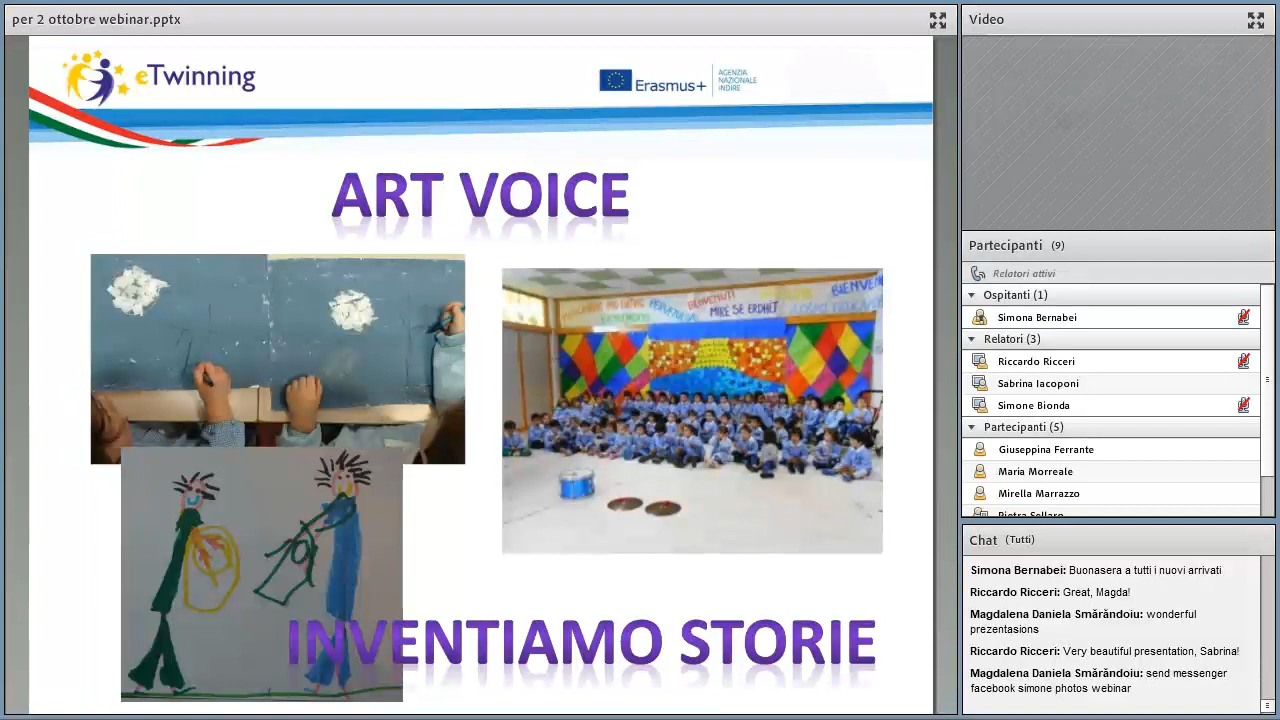 per 2 ottobre webinar.pptx
eTwinning
Erasmus+
AGENZIA
NAZIONALE
INDIRE
ART VOICE
BINEVENIT
MIRE SE ERDHET
INVENTIAMO STORIE
Video
Partecipanti (9)
Relatori attivi
Ospitanti (1)
Simona Bernabei
Relatori (3)
Riccardo Ricceri
Sabrina Iacoponi
Simone Bionda
Partecipanti (5)
Giuseppina Ferrante
Maria Morreale
Mirella Marrazzo
Chat (Tutti)
Simona Bernabei: Buonasera a tutti i nuovi arrivati
Riccardo Ricceri: Great, Magda!
Magdalena Daniela Smărăndoiu: wonderful
prezentasions
Riccardo Ricceri: Very beautiful presentation, Sabrina!
Magdalena Daniela Smărăndoiu: send messenger
facebook simone photos webinar